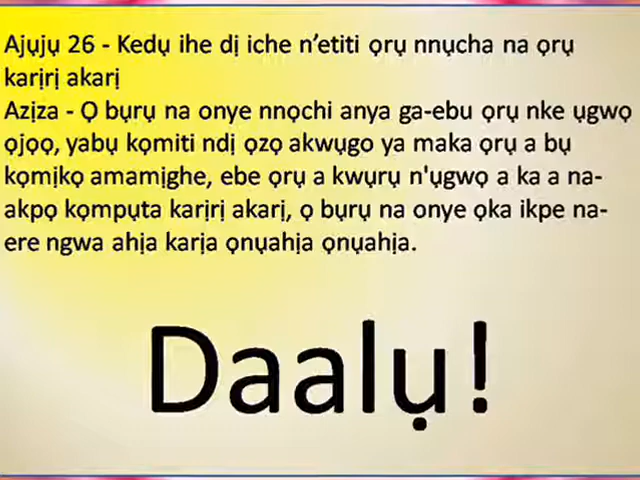 Ajụjụ 26 - Kedụ ihe dị iche n’etiti ọrụ nnụcha na ọrụ
karịrị akarị
Azịza - Ọ bụrụ na onye nnọchi anya ga-ebu ọrụ nke ụgwọ
ọjọọ, yabụ kọmiti ndị ọzọ akwụgo ya maka ọrụ a bụ
kọmịkọ amamịghe, ebe ọrụ a kwụrụ n'ụgwọ a ka a na-
akpọ kọmpụta karịrị akarị, ọ bụrụ na onye ọka ikpe na-
ere ngwa ahịa karịa ọnụahịa ọnụahịa.
Daalụ!